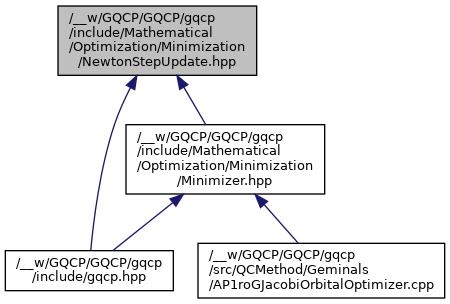 /__w/GQCP/GQCP/gqcp
/include/Mathematical
/Optimization/Minimization
/NewtonStepUpdate.hpp
/__w/GQCP/GQCP/gqcp
/include/Mathematical
/Optimization/Minimization
/Minimizer.hpp
/__w/GQCP/GQCP/gqcp
/include/gqcp.hpp
/__w/GQCP/GQCP/gqcp
/src/QCMethod/Geminals
/AP1roGJacobiOrbitalOptimizer.cpp